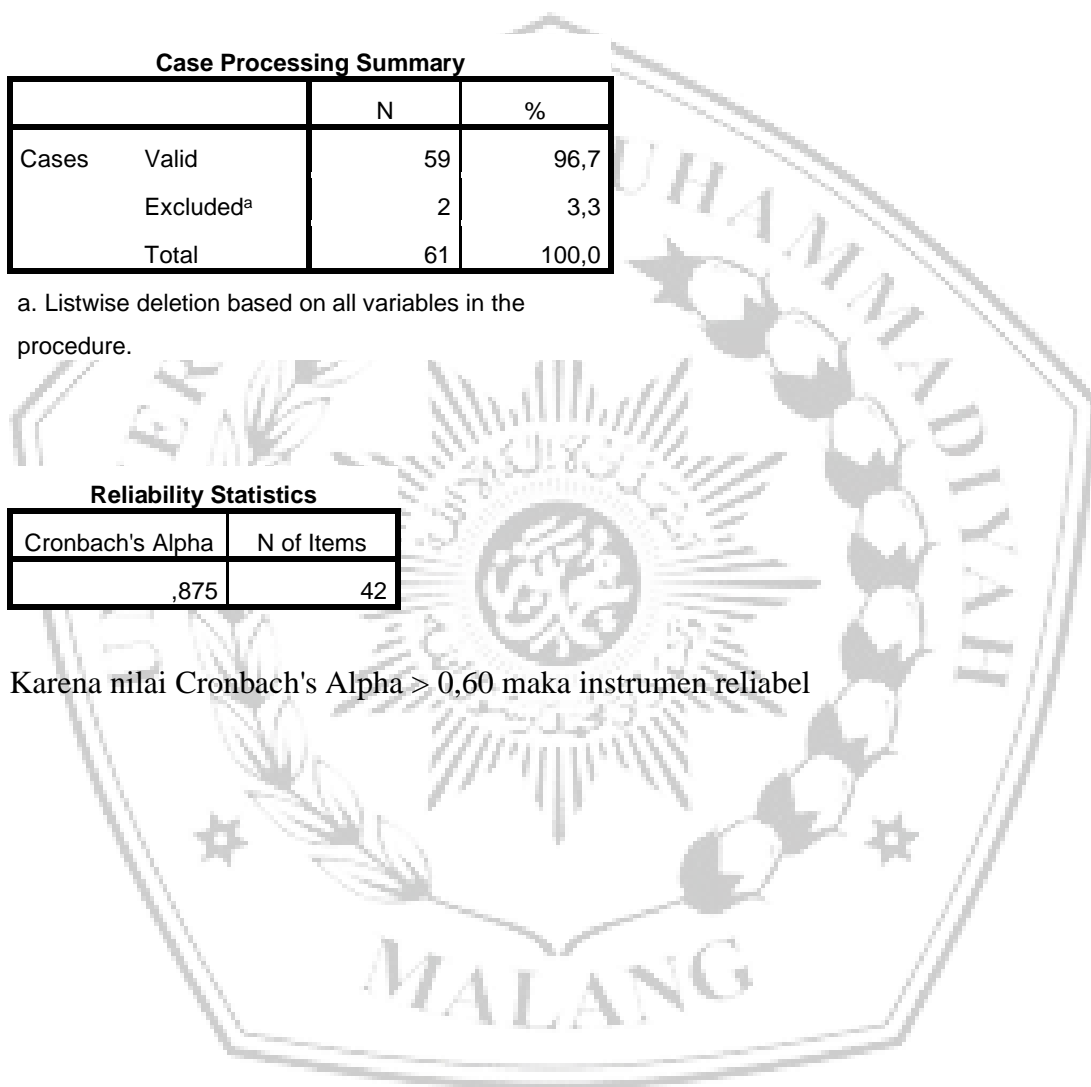 Case Processing Summary
N %
Cases Valid 59 96,7
Excludedᵃ 2 3,3
Total 61 100,0
a. Listwise deletion based on all variables in the
procedure.
Reliability Statistics
Cronbach's Alpha N of Items
,875 42
Karena nilai Cronbach's Alpha > 0,60 maka instrumen reliabel
MALANG